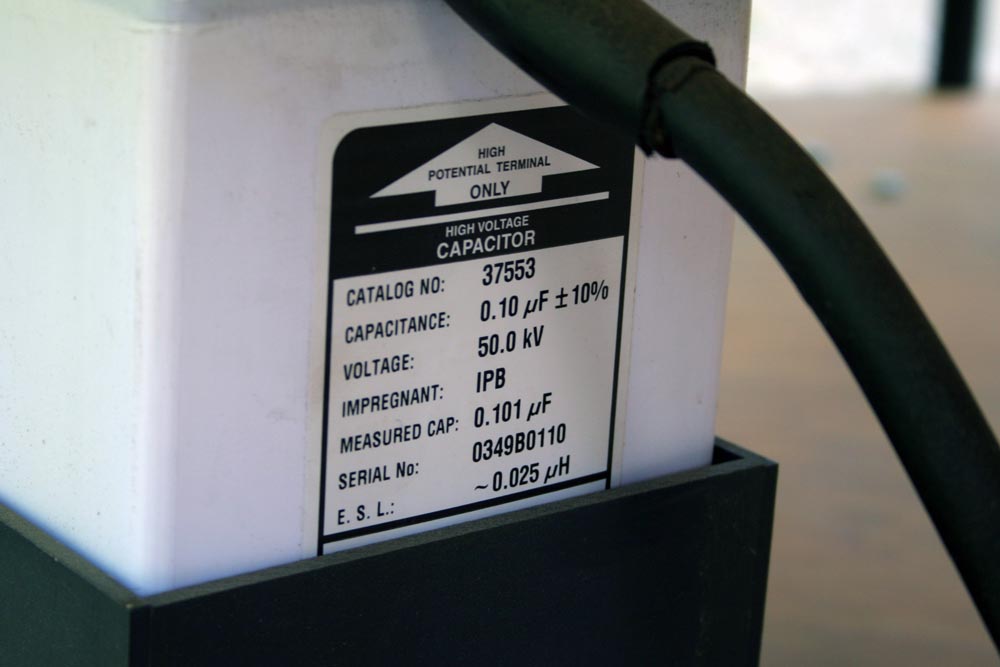 HIGH
POTENTIAL TERMINAL
ONLY
HIGH VOLTAGE
CAPACITOR
CATALOG NO: 37553
CAPACITANCE: 0.10 µF ±10%
VOLTAGE: 50.0 kV
IMPREGNANT: IPB
MEASURED CAP: 0.101 µF
SERIAL No: 0349B0110
E. S. L.: ~0.025 µH